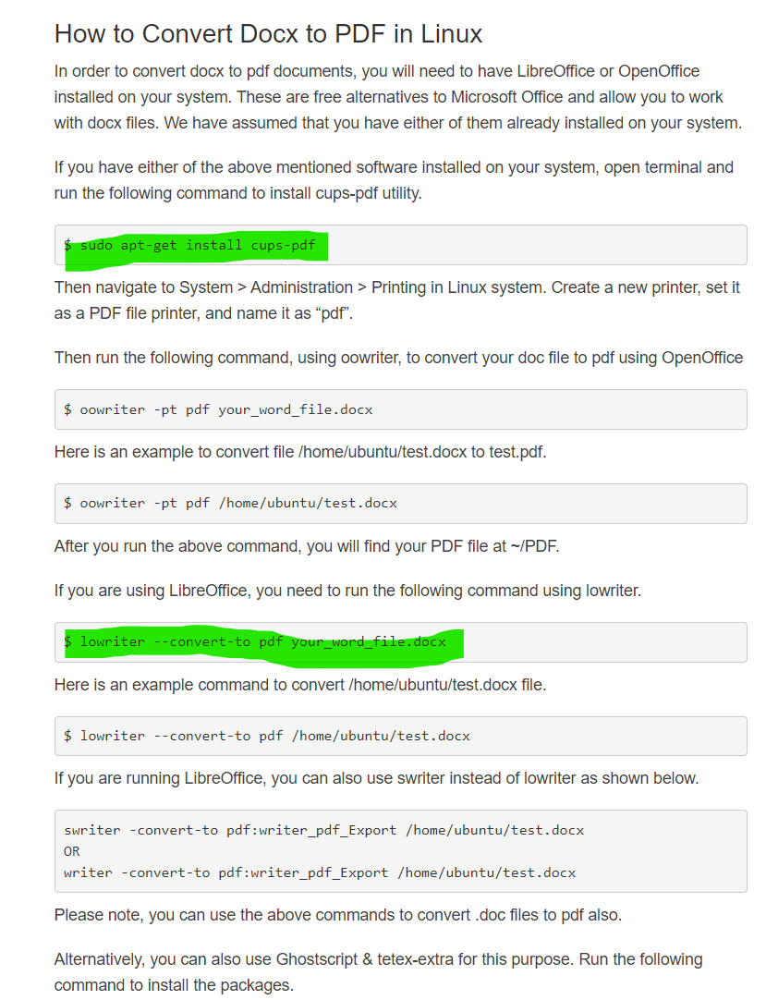 How to Convert Docx to PDF in Linux
In order to convert docx to pdf documents, you will need to have LibreOffice or OpenOffice
installed on your system. These are free alternatives to Microsoft Office and allow you to work
with docx files. We have assumed that you have either of them already installed on your system.
If you have either of the above mentioned software installed on your system, open terminal and
run the following command to install cups-pdf utility.
$ sudo apt-get install cups-pdf
Then navigate to System > Administration > Printing in Linux system. Create a new printer, set it
as a PDF file printer, and name it as “pdf”.
Then run the following command, using oowriter, to convert your doc file to pdf using OpenOffice
$ oowriter -pt pdf your_word_file.docx
Here is an example to convert file /home/ubuntu/test.docx to test.pdf.
$ oowriter -pt pdf /home/ubuntu/test.docx
After you run the above command, you will find your PDF file at ~/PDF.
If you are using LibreOffice, you need to run the following command using lowriter.
$ lowriter --convert-to pdf your_word_file.docx
Here is an example command to convert /home/ubuntu/test.docx file.
$ lowriter --convert-to pdf /home/ubuntu/test.docx
If you are running LibreOffice, you can also use swriter instead of lowriter as shown below.
swriter -convert-to pdf:writer_pdf_Export /home/ubuntu/test.docx
OR
writer -convert-to pdf:writer_pdf_Export /home/ubuntu/test.docx
Please note, you can use the above commands to convert .doc files to pdf also.
Alternatively, you can also use Ghostscript & tetex-extra for this purpose. Run the following
command to install the packages.